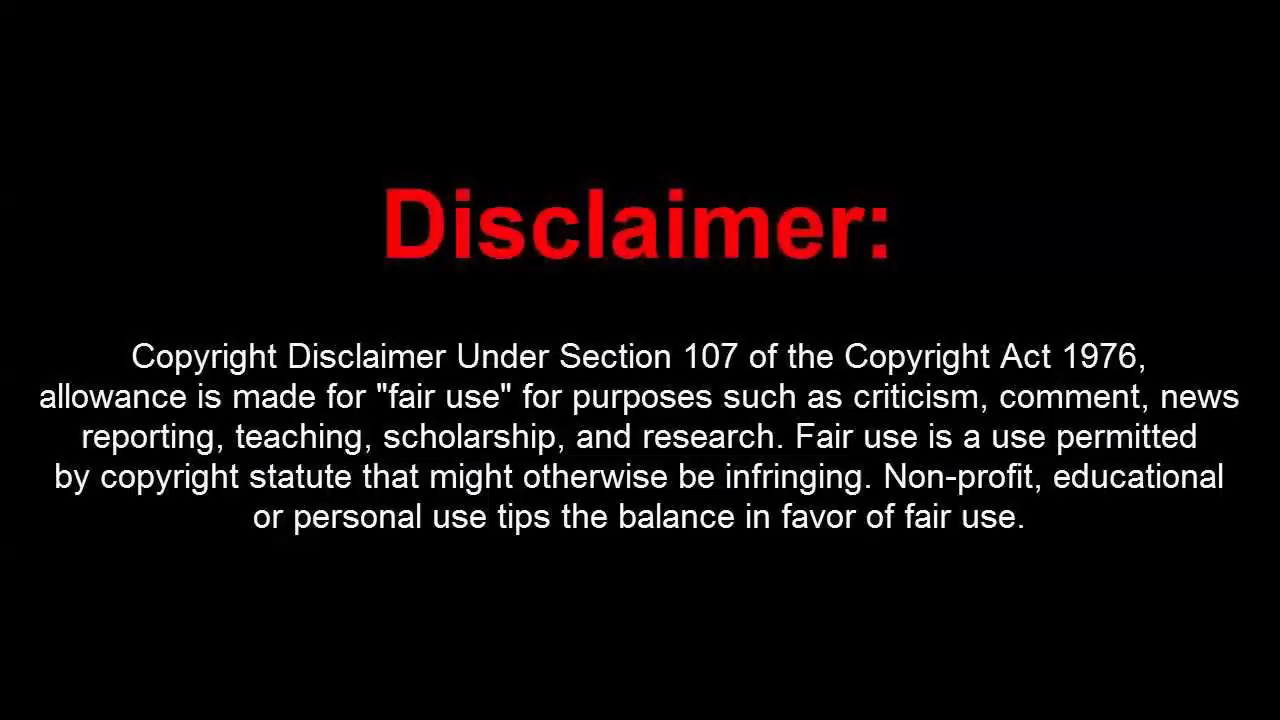 Disclaimer:
Copyright Disclaimer Under Section 107 of the Copyright Act 1976,
allowance is made for "fair use" for purposes such as criticism, comment, news
reporting, teaching, scholarship, and research. Fair use is a use permitted
by copyright statute that might otherwise be infringing. Non-profit, educational
or personal use tips the balance in favor of fair use.